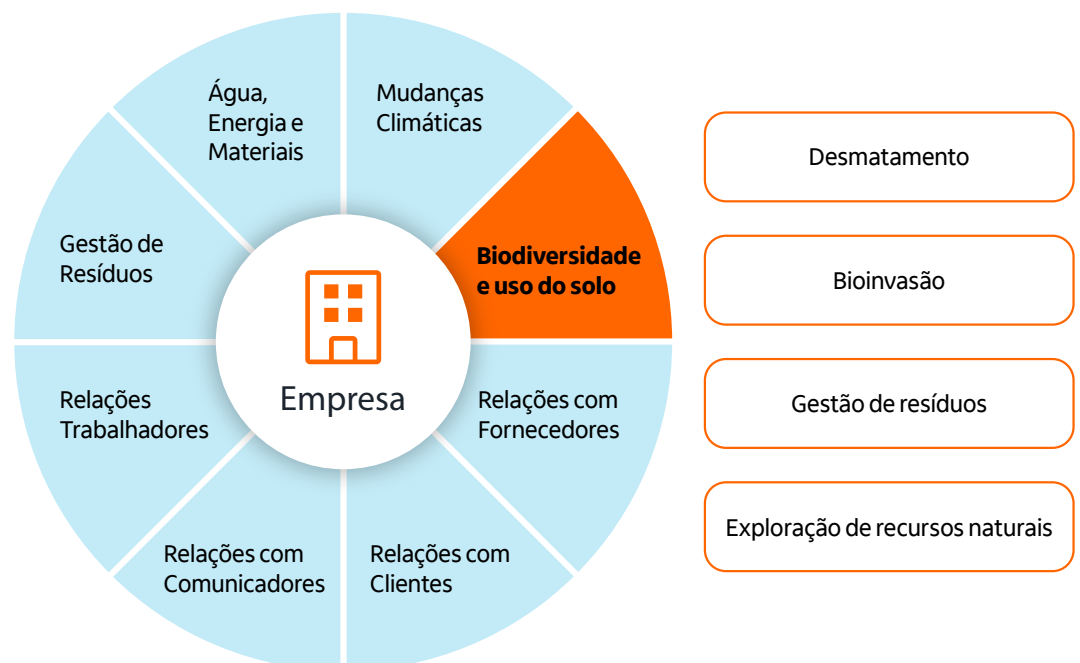 Água,
Energia e
Materiais
Mudanças
Climáticas
Gestão de
Resíduos
Biodiversidade
e uso do solo
Empresa
Relações
Trabalhadores
Relações com
Fornecedores
Relações com
Comunicadores
Relações com
Clientes
Desmatamento
Bioinvasão
Gestão de resíduos
Exploração de recursos naturais